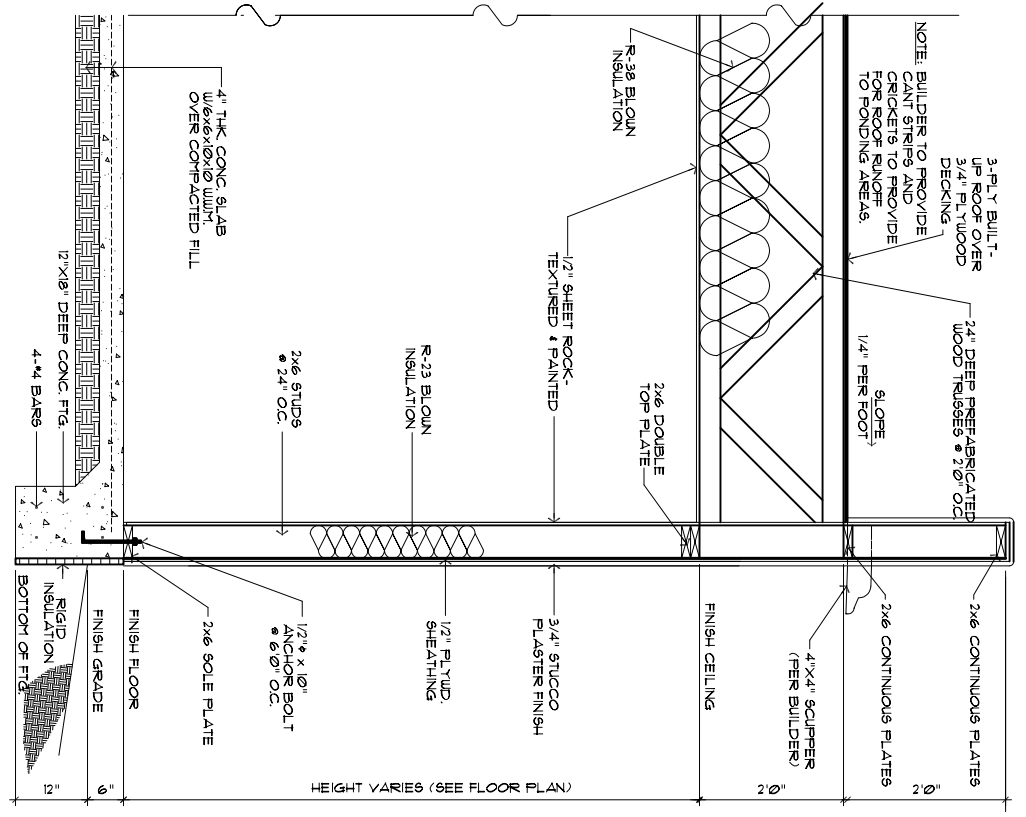 3-PLY BUILT-
UP ROOF OVER
3/4" PLYWOOD
DECKING
NOTE: BUILDER TO PROVIDE
CANT STRIPS AND
CRICKETS TO PROVIDE
FOR ROOF RUNOFF
TO PONDING AREAS.
24" DEEP PREFABRICATED
WOOD TRUSSES @ 2'0" O.C.
SLOPE
1/4" PER FOOT
2x6 CONTINUOUS PLATES
2x6 CONTINUOUS PLATES
4"x4" SCUPPER
(PER BUILDER)
2'0"
2'0"
R-38 BLOWN
INSULATION
1/2" SHEET ROCK-
TEXTURED & PAINTED
2x6 DOUBLE
TOP PLATE
FINISH CEILING
3/4" STUCCO
PLASTER FINISH
1/2" PLYWD.
SHEATHING
R-23 BLOWN
INSULATION
2x6 STUDS
@ 24" O.C.
1/2"φ x 10"
ANCHOR BOLT
@ 6'0" O.C.
2x6 SOLE PLATE
HEIGHT VARIES (SEE FLOOR PLAN)
4" THK. CONC. SLAB
W/6x6x10x10 W.W.M.
OVER COMPACTED FILL
12"x18" DEEP CONC. FTG.
4-#4 BARS
FINISH FLOOR
FINISH GRADE
RIGID
INSULATION
BOTTOM OF FTG.
6"
12"